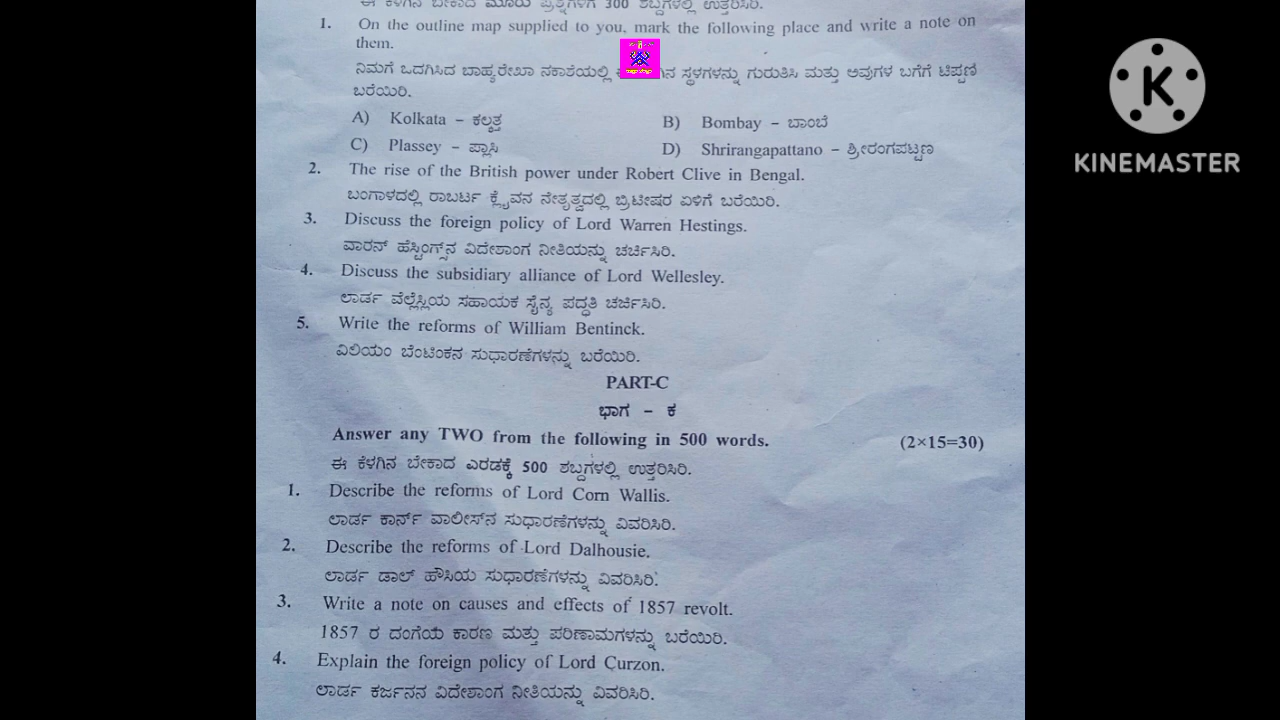 ಈ ಕೆಳಗಿನ ಬೇಕಾದ ಮೂರು ಪ್ರಶ್ನೆಗಳಿಗೆ 300 ಶಬ್ದಗಳಲ್ಲಿ ಉತ್ತರಿಸಿರಿ.
1. On the outline map supplied to you, mark the following place and write a note on
them.
ನಿಮಗೆ ಒದಗಿಸಿದ ಬಾಹ್ಯರೇಖಾ ನಕಾಶೆಯಲ್ಲಿ ಸ್ಥಳಗಳನ್ನು ಗುರುತಿಸಿ ಮತ್ತು ಅವುಗಳ ಬಗೆಗೆ ಟಿಪ್ಪಣಿ
ಬರೆಯಿರಿ.
A) Kolkata – ಕಲ್ಕತ್ತ B) Bombay – ಬಾಂಬೆ
C) Plassey – ಪ್ಲಾಸಿ D) Shrirangapattano – ಶ್ರೀರಂಗಪಟ್ಟಣ
2. The rise of the British power under Robert Clive in Bengal.
ಬಂಗಾಳದಲ್ಲಿ ರಾಬರ್ಟ ಕ್ಲೈವನ ನೇತೃತ್ವದಲ್ಲಿ ಬ್ರಿಟೀಷರ ಏಳಿಗೆ ಬರೆಯಿರಿ.
3. Discuss the foreign policy of Lord Warren Hestings.
ವಾರನ್ ಹೆಸ್ಟಿಂಗ್ಸ್‌ನ ವಿದೇಶಾಂಗ ನೀತಿಯನ್ನು ಚರ್ಚಿಸಿರಿ.
4. Discuss the subsidiary alliance of Lord Wellesley.
ಲಾರ್ಡ ವೆಲ್ಲೆಸ್ಲಿಯ ಸಹಾಯಕ ಸೈನ್ಯ ಪದ್ಧತಿ ಚರ್ಚಿಸಿರಿ.
5. Write the reforms of William Bentinck.
ವಿಲಿಯಂ ಬೆಂಟಿಂಕನ ಸುಧಾರಣೆಗಳನ್ನು ಬರೆಯಿರಿ.
PART-C
ಭಾಗ – ಕ
Answer any TWO from the following in 500 words. (2×15=30)
ಈ ಕೆಳಗಿನ ಬೇಕಾದ ಎರಡಕ್ಕೆ 500 ಶಬ್ದಗಳಲ್ಲಿ ಉತ್ತರಿಸಿರಿ.
1. Describe the reforms of Lord Corn Wallis.
ಲಾರ್ಡ ಕಾರ್ನ್ ವಾಲೀಸ್‌ನ ಸುಧಾರಣೆಗಳನ್ನು ವಿವರಿಸಿರಿ.
2. Describe the reforms of Lord Dalhousie.
ಲಾರ್ಡ ಡಾಲ್ ಹೌಸಿಯ ಸುಧಾರಣೆಗಳನ್ನು ವಿವರಿಸಿರಿ.
3. Write a note on causes and effects of 1857 revolt.
1857 ರ ದಂಗೆಯ ಕಾರಣ ಮತ್ತು ಪರಿಣಾಮಗಳನ್ನು ಬರೆಯಿರಿ.
4. Explain the foreign policy of Lord Curzon.
ಲಾರ್ಡ ಕರ್ಜನನ ವಿದೇಶಾಂಗ ನೀತಿಯನ್ನು ವಿವರಿಸಿರಿ.
K
KINEMASTER